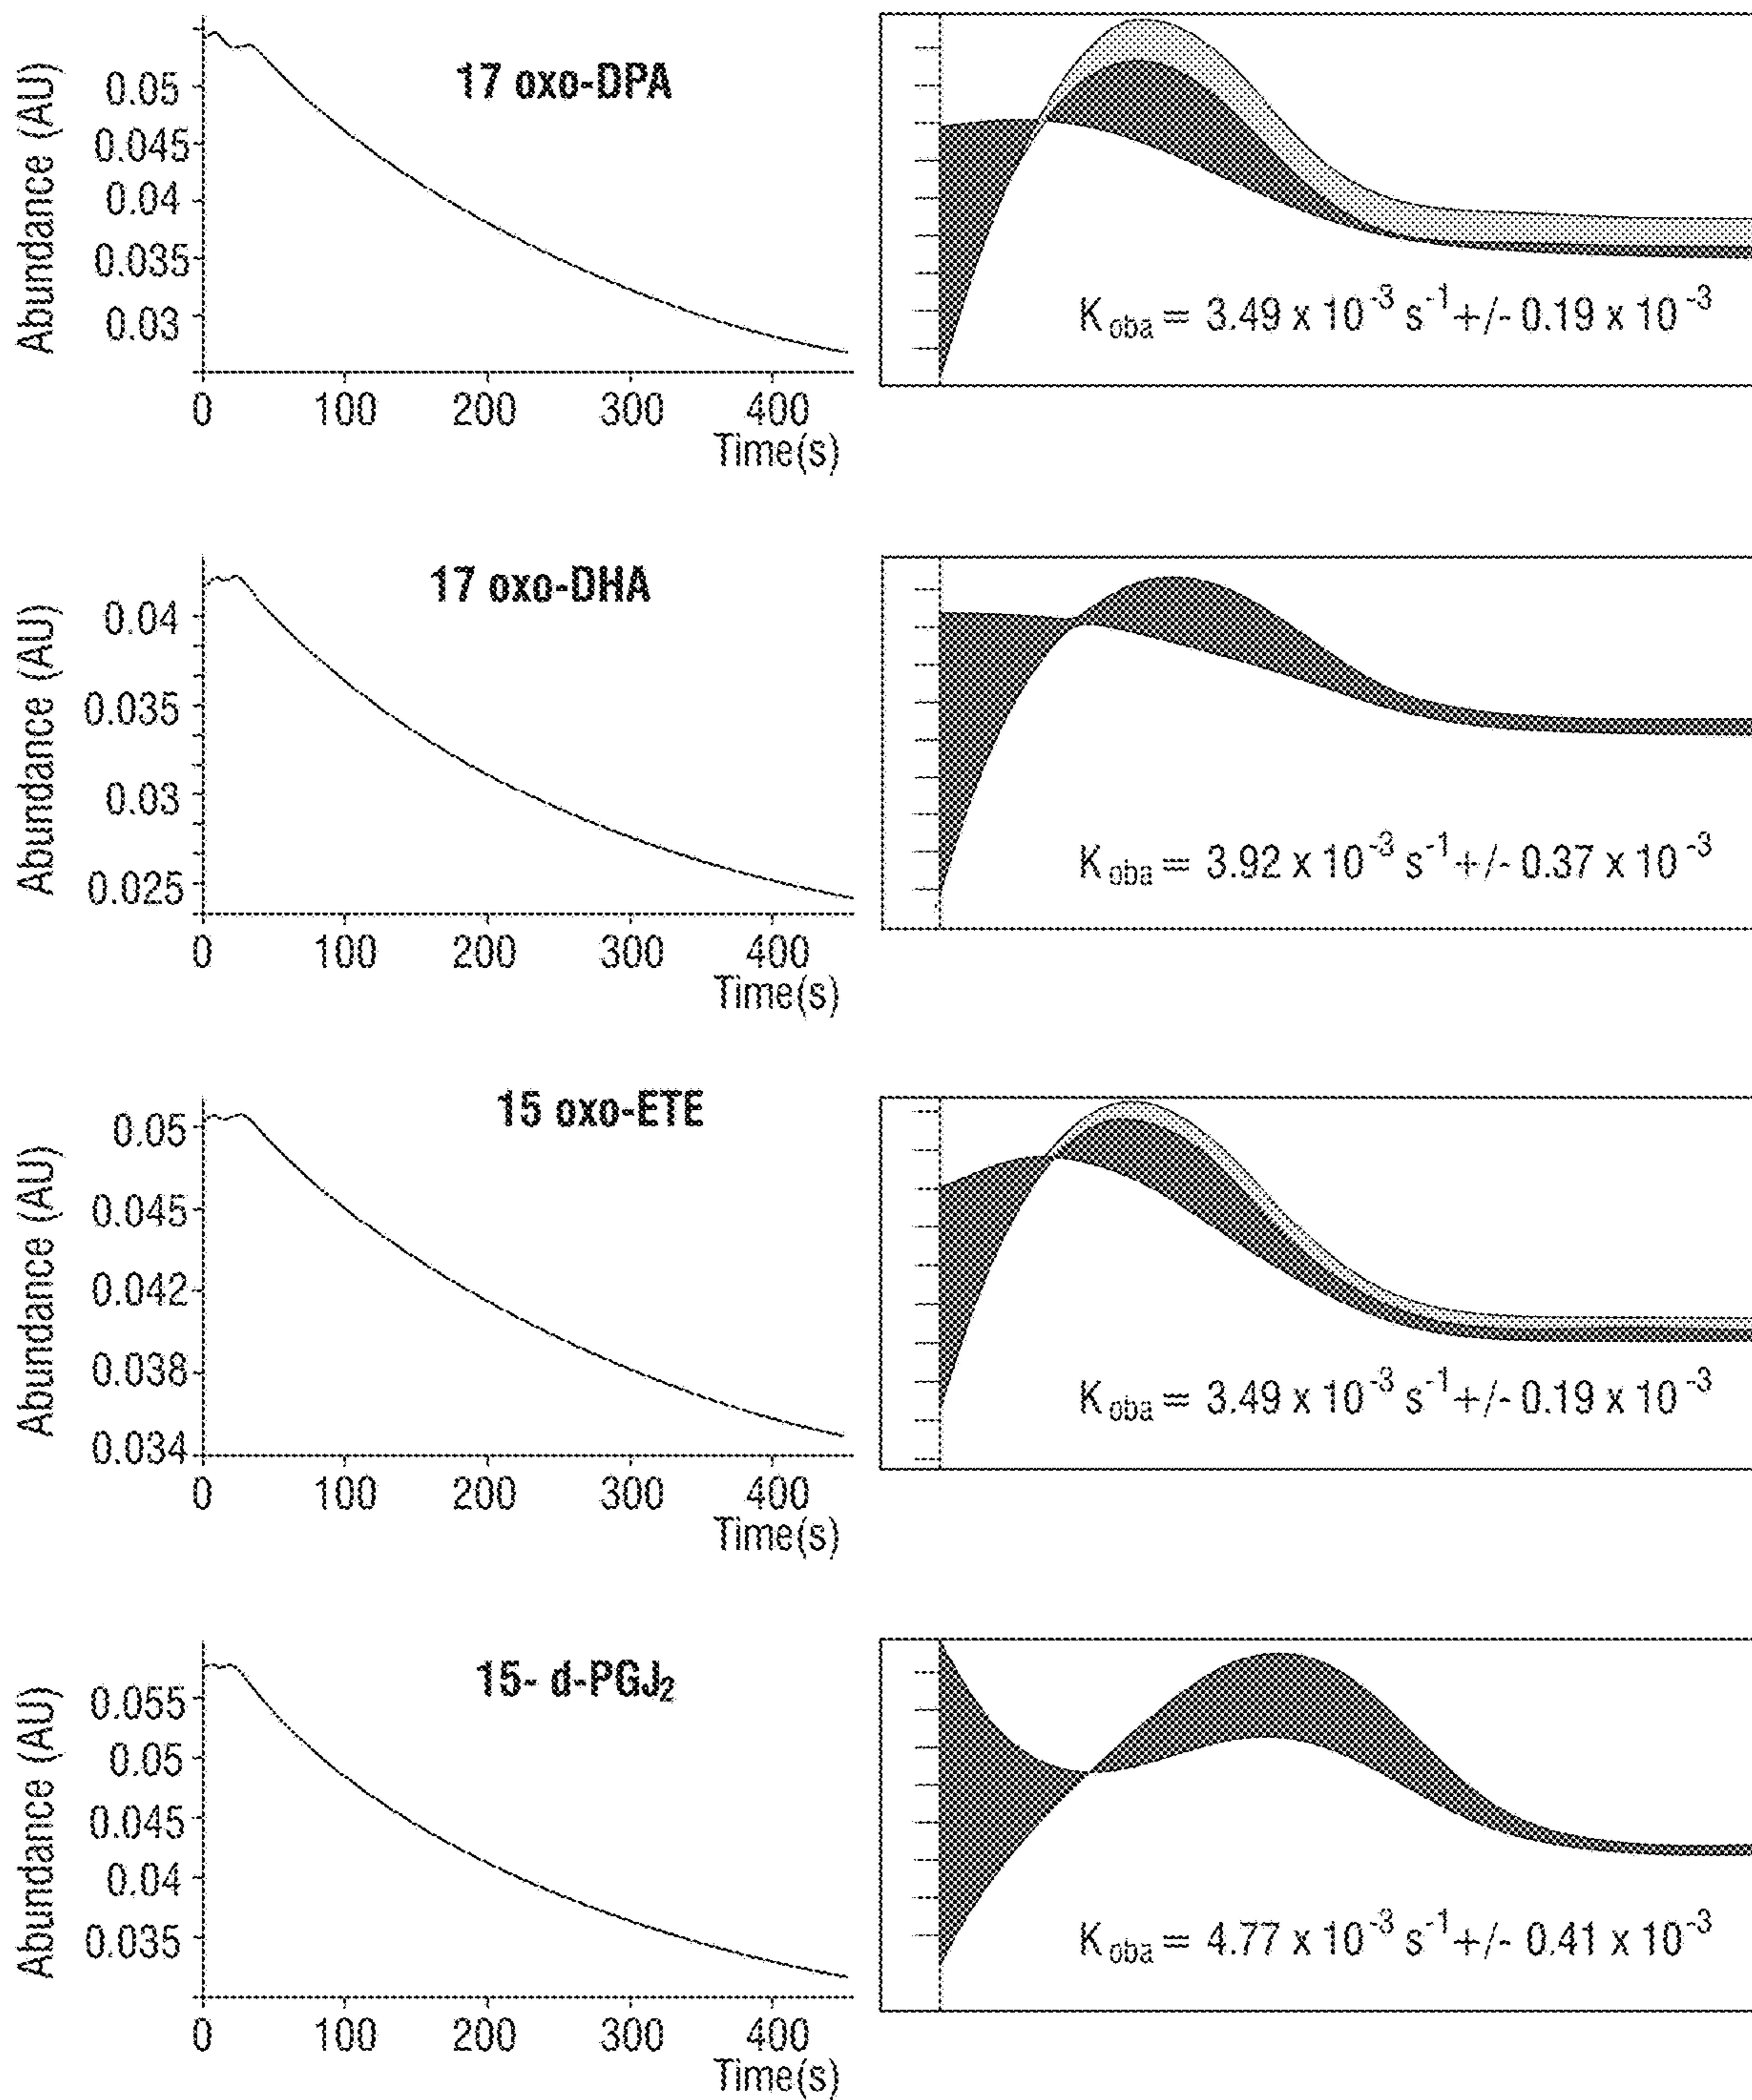 17 oxo-DPA
Abundance (AU)
0.05
0.045
0.04
0.035
0.03
0 100 200 300 400
Time(s)
K oba = 3.49 x 10-3 s-1 +/- 0.19 x 10-3
17 oxo-DHA
Abundance (AU)
0.04
0.035
0.03
0.025
0 100 200 300 400
Time(s)
K oba = 3.92 x 10-3 s-1 +/- 0.37 x 10-3
15 oxo-ETE
Abundance (AU)
0.05
0.045
0.042
0.038
0.034
0 100 200 300 400
Time(s)
K oba = 3.49 x 10-3 s-1 +/- 0.19 x 10-3
15- d-PGJ2
Abundance (AU)
0.055
0.05
0.045
0.04
0.035
0 100 200 300 400
Time(s)
K oba = 4.77 x 10-3 s-1 +/- 0.41 x 10-3